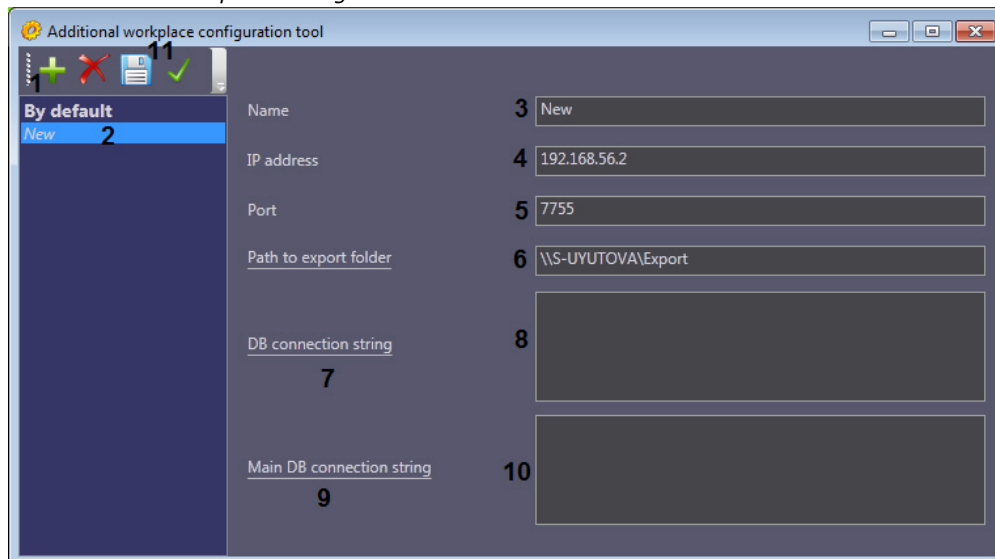 Additional workplace configuration tool
11
1
By default
New
2
Name
3
New
IP address
4
192.168.56.2
Port
5
7755
Path to export folder
6
\\S-UYUTOVA\Export
DB connection string
7
8
Main DB connection string
9
10